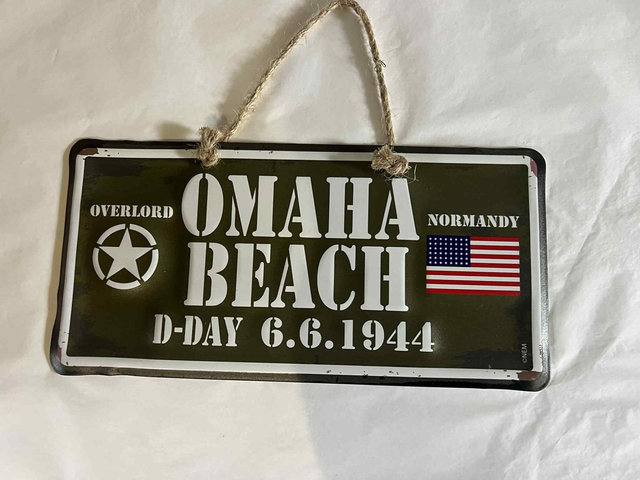 OMAHA
BEACH
OVERLORD
NORMANDY
D-DAY 6.6.1944
©NEM